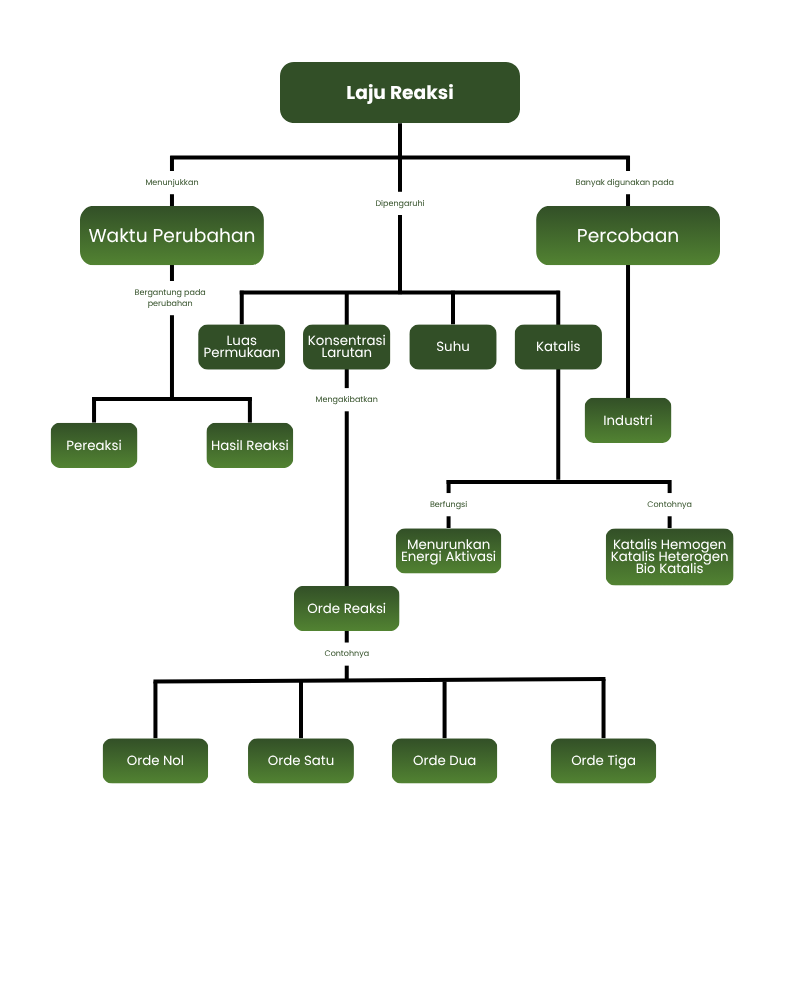 Laju Reaksi
Menunjukkan
Banyak digunakan pada
Dipengaruhi
Waktu Perubahan
Percobaan
Bergantung pada
perubahan
Luas
Permukaan
Konsentrasi
Larutan
Suhu
Katalis
Mengakibatkan
Industri
Pereaksi
Hasil Reaksi
Berfungsi
Contohnya
Menurunkan
Energi Aktivasi
Katalis Hemogen
Katalis Heterogen
Bio Katalis
Orde Reaksi
Contohnya
Orde Nol
Orde Satu
Orde Dua
Orde Tiga